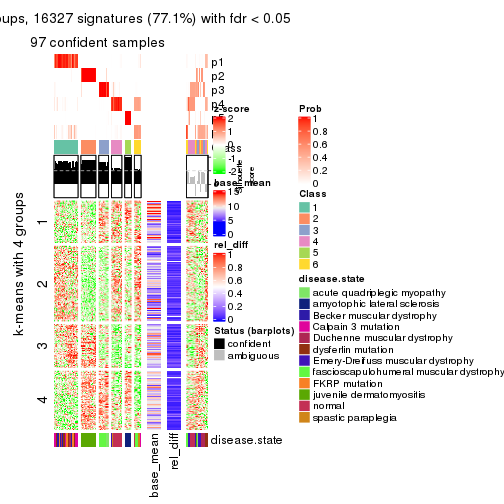 oups, 16327 signatures (77.1%) with fdr < 0.05
97 confident samples
p1
p2
p3
p4
z-score
2
1
0
-1
-2
base_mean
15
10
5
0
rel_diff
1
0.8
0.6
0.4
0.2
0
Status (barplots)
confident
ambiguous
Silhouette
score
k-means with 4 groups
1
2
3
4
base_mean
rel_diff
disease.state
Prob
1
0.8
0.6
0.4
0.2
0
Class
1
2
3
4
5
6
disease.state
acute quadriplegic myopathy
amyotophic lateral sclerosis
Becker muscular dystrophy
Calpain 3 mutation
Duchenne muscular dystrophy
dysferlin mutation
Emery-Dreifuss muscular dystrophy
fascioscapulohumeral muscular dystrophy
FKRP mutation
juvenile dermatomyositis
normal
spastic paraplegia